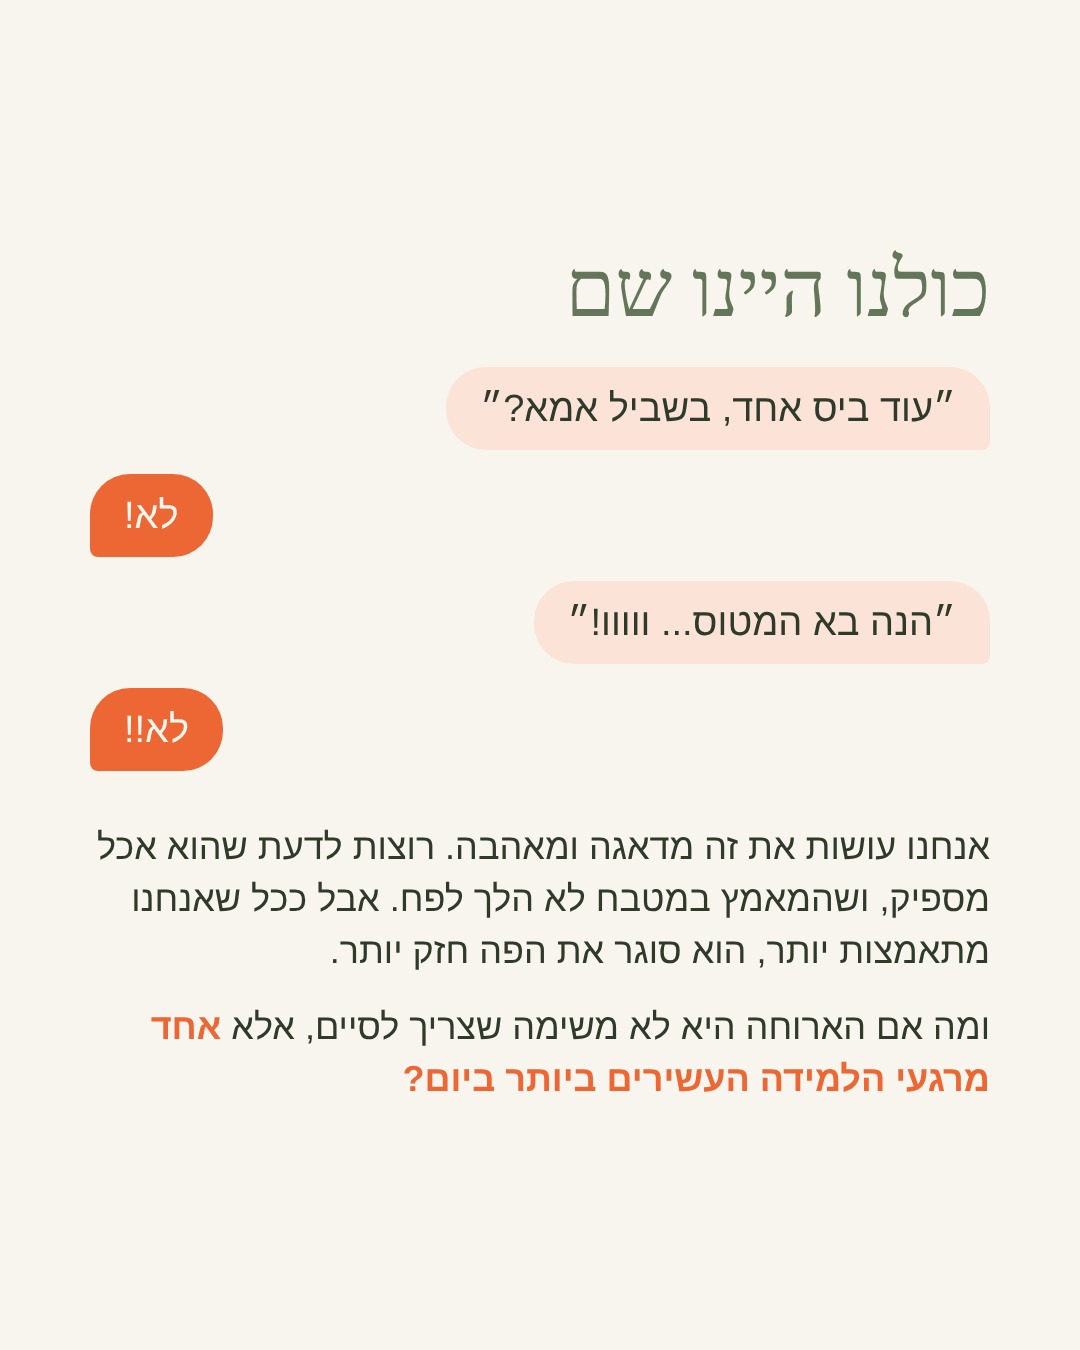 כולנו היינו שם
״עוד ביס אחד, בשביל אמא?״
לא!
״הנה בא המטוס... ווווו!״
לא!!
אנחנו עושות את זה מדאגה ומאהבה. רוצות לדעת שהוא אכל
מספיק, ושהמאמץ במטבח לא הלך לפח. אבל ככל שאנחנו
מתאמצות יותר, הוא סוגר את הפה חזק יותר.
ומה אם הארוחה היא לא משימה שצריך לסיים, אלא אחד
מרגעי הלמידה העשירים ביותר ביום?